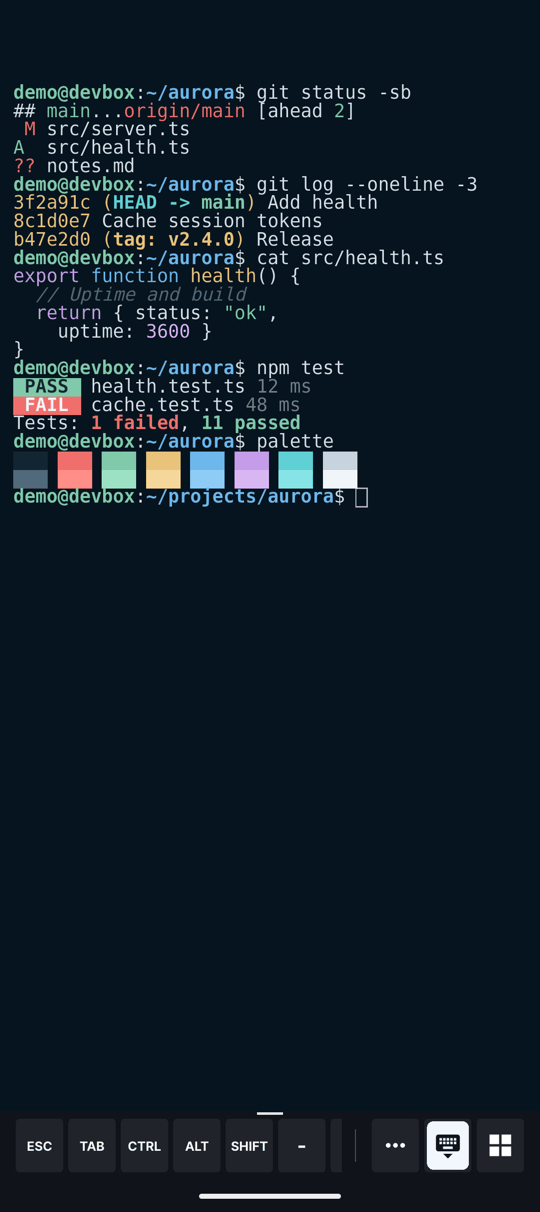 demo@devbox:~/aurora$ git status -sb
## main...origin/main [ahead 2]
 M src/server.ts
A  src/health.ts
?? notes.md
demo@devbox:~/aurora$ git log --oneline -3
3f2a91c (HEAD -> main) Add health
8c1d0e7 Cache session tokens
b47e2d0 (tag: v2.4.0) Release
demo@devbox:~/aurora$ cat src/health.ts
export function health() {
  // Uptime and build
  return { status: "ok",
    uptime: 3600 }
}
demo@devbox:~/aurora$ npm test
 PASS  health.test.ts 12 ms
 FAIL  cache.test.ts 48 ms
Tests: 1 failed, 11 passed
demo@devbox:~/aurora$ palette
demo@devbox:~/projects/aurora$
ESC TAB CTRL ALT SHIFT -